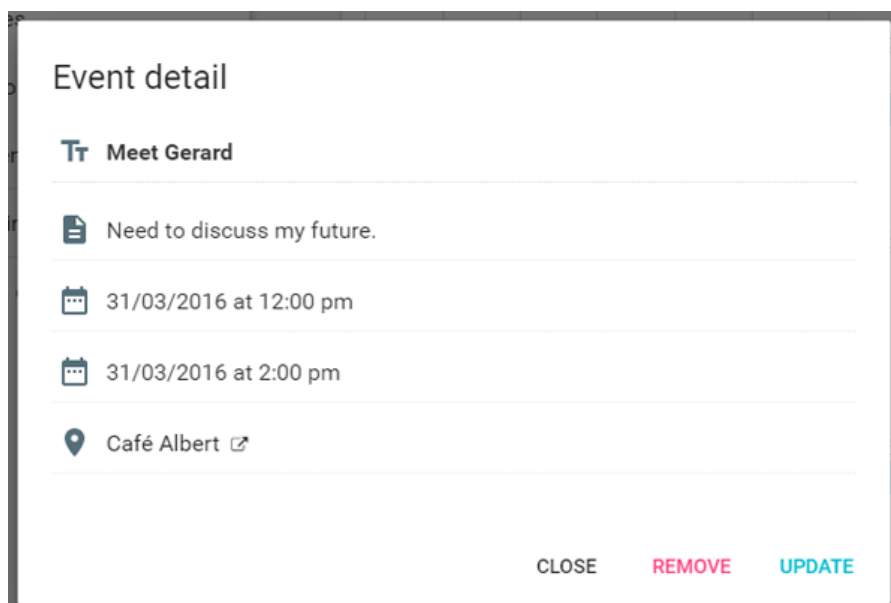 Event detail
Meet Gerard
Need to discuss my future.
31/03/2016 at 12:00 pm
31/03/2016 at 2:00 pm
Café Albert
CLOSE REMOVE UPDATE